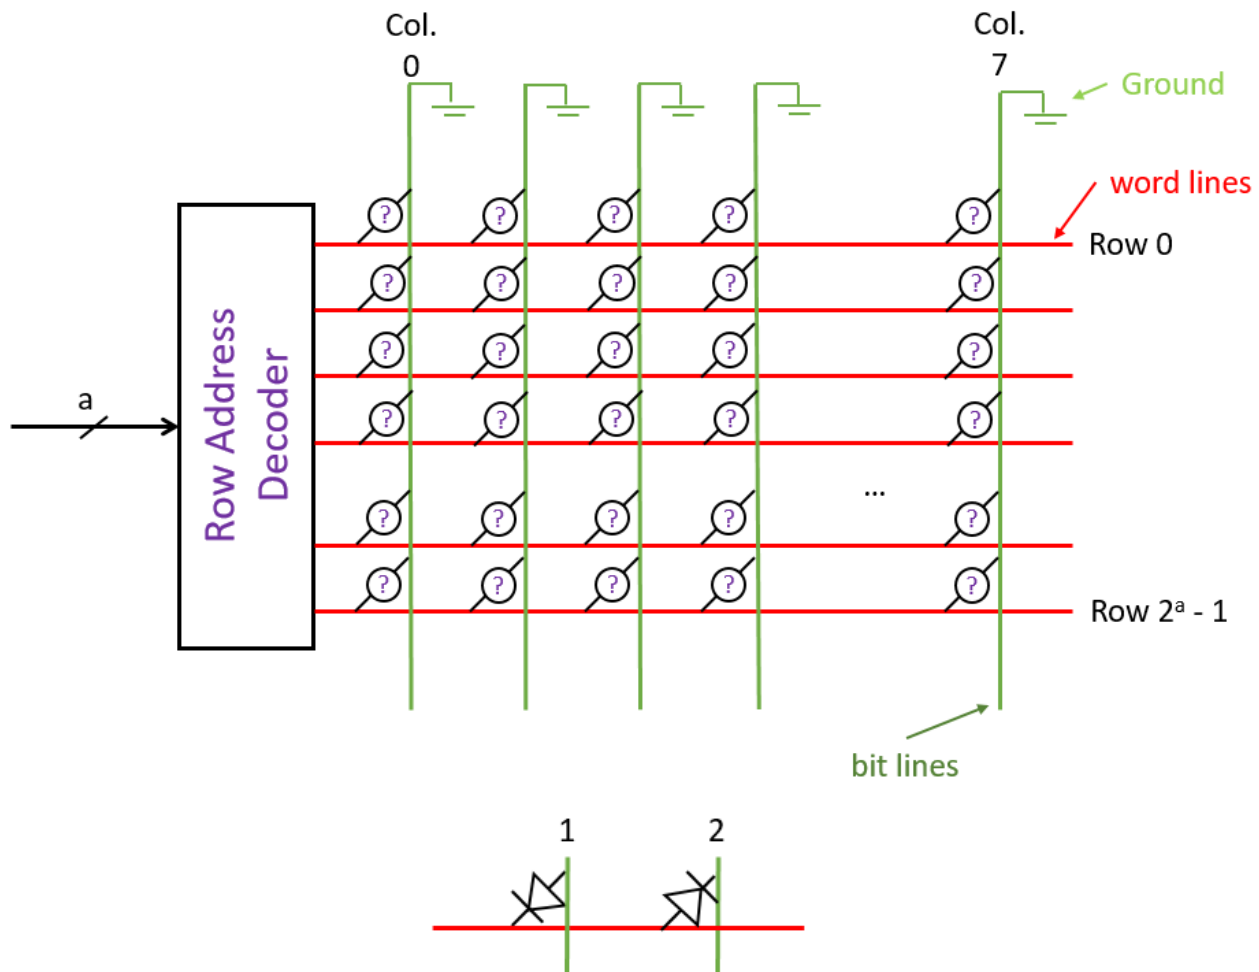 Col.
0
Col.
7
Ground
word lines
Row 0
? ? ? ? ?
? ? ? ? ?
? ? ? ? ?
a
Row Address
Decoder
? ? ? ? ?
...
? ? ? ? ?
? ? ? ? ?
Row 2ᵃ - 1
bit lines
1 2